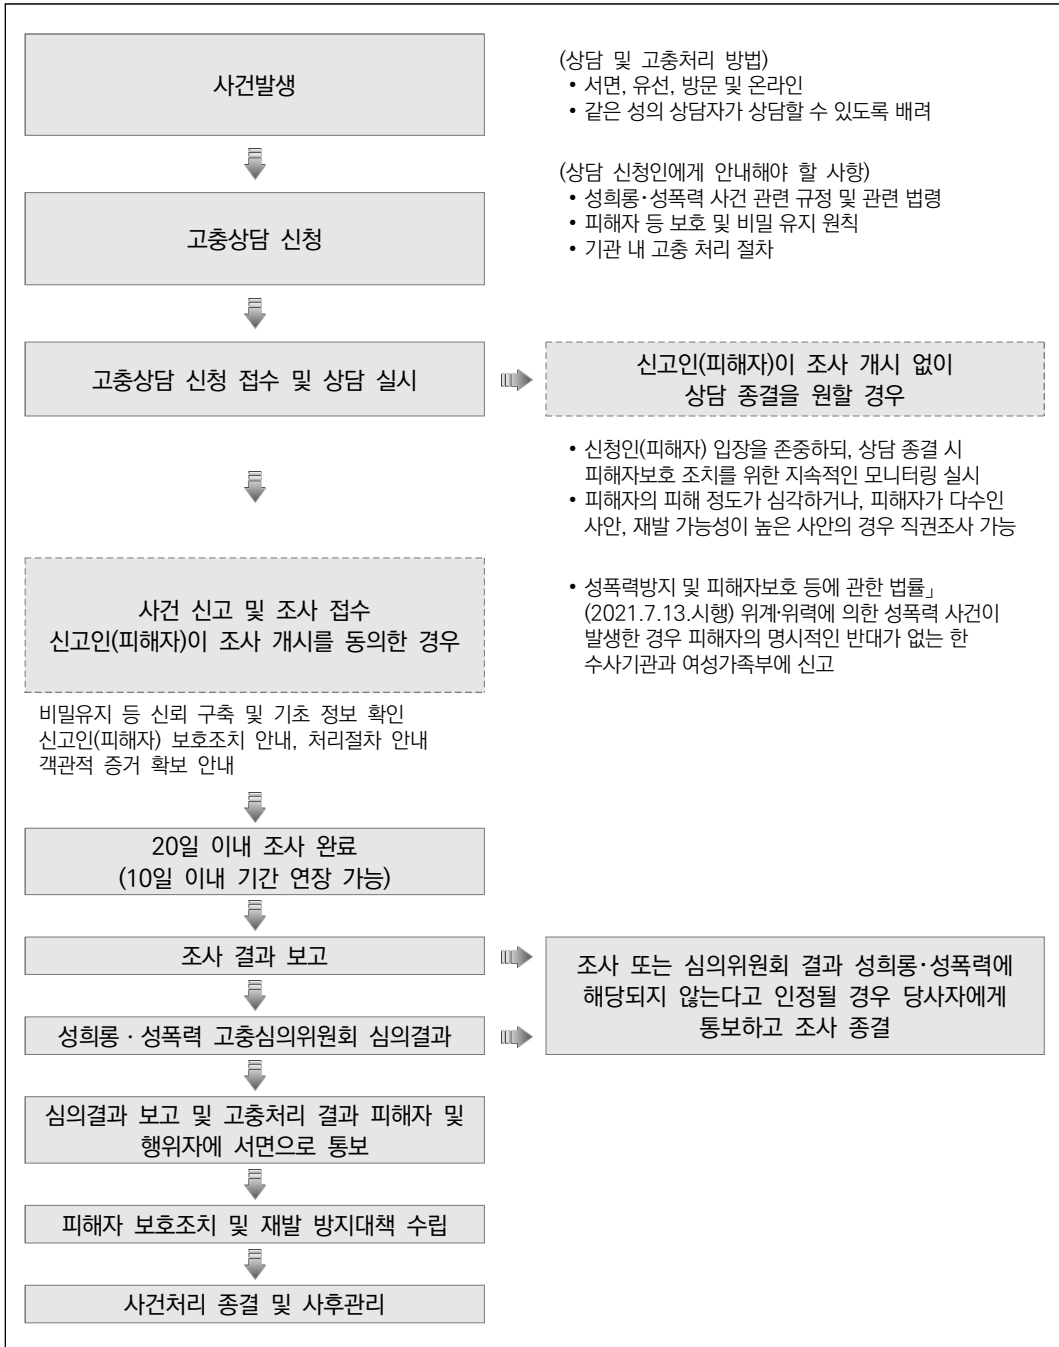 사건발생
(상담 및 고충처리 방법)
• 서면, 유선, 방문 및 온라인
• 같은 성의 상담자가 상담할 수 있도록 배려
(상담 신청인에게 안내해야 할 사항)
• 성희롱·성폭력 사건 관련 규정 및 관련 법령
• 피해자 등 보호 및 비밀 유지 원칙
• 기관 내 고충 처리 절차
고충상담 신청
고충상담 신청 접수 및 상담 실시
신고인(피해자)이 조사 개시 없이
상담 종결을 원할 경우
• 신청인(피해자) 입장을 존중하되, 상담 종결 시
피해자보호 조치를 위한 지속적인 모니터링 실시
• 피해자의 피해 정도가 심각하거나, 피해자가 다수인
사안, 재발 가능성이 높은 사안의 경우 직권조사 가능
• 성폭력방지 및 피해자보호 등에 관한 법률」
(2021.7.13.시행) 위계·위력에 의한 성폭력 사건이
발생한 경우 피해자의 명시적인 반대가 없는 한
수사기관과 여성가족부에 신고
사건 신고 및 조사 접수
신고인(피해자)이 조사 개시를 동의한 경우
비밀유지 등 신뢰 구축 및 기초 정보 확인
신고인(피해자) 보호조치 안내, 처리절차 안내
객관적 증거 확보 안내
20일 이내 조사 완료
(10일 이내 기간 연장 가능)
조사 결과 보고
조사 또는 심의위원회 결과 성희롱·성폭력에
해당되지 않는다고 인정될 경우 당사자에게
통보하고 조사 종결
성희롱 · 성폭력 고충심의위원회 심의결과
심의결과 보고 및 고충처리 결과 피해자 및
행위자에 서면으로 통보
피해자 보호조치 및 재발 방지대책 수립
사건처리 종결 및 사후관리